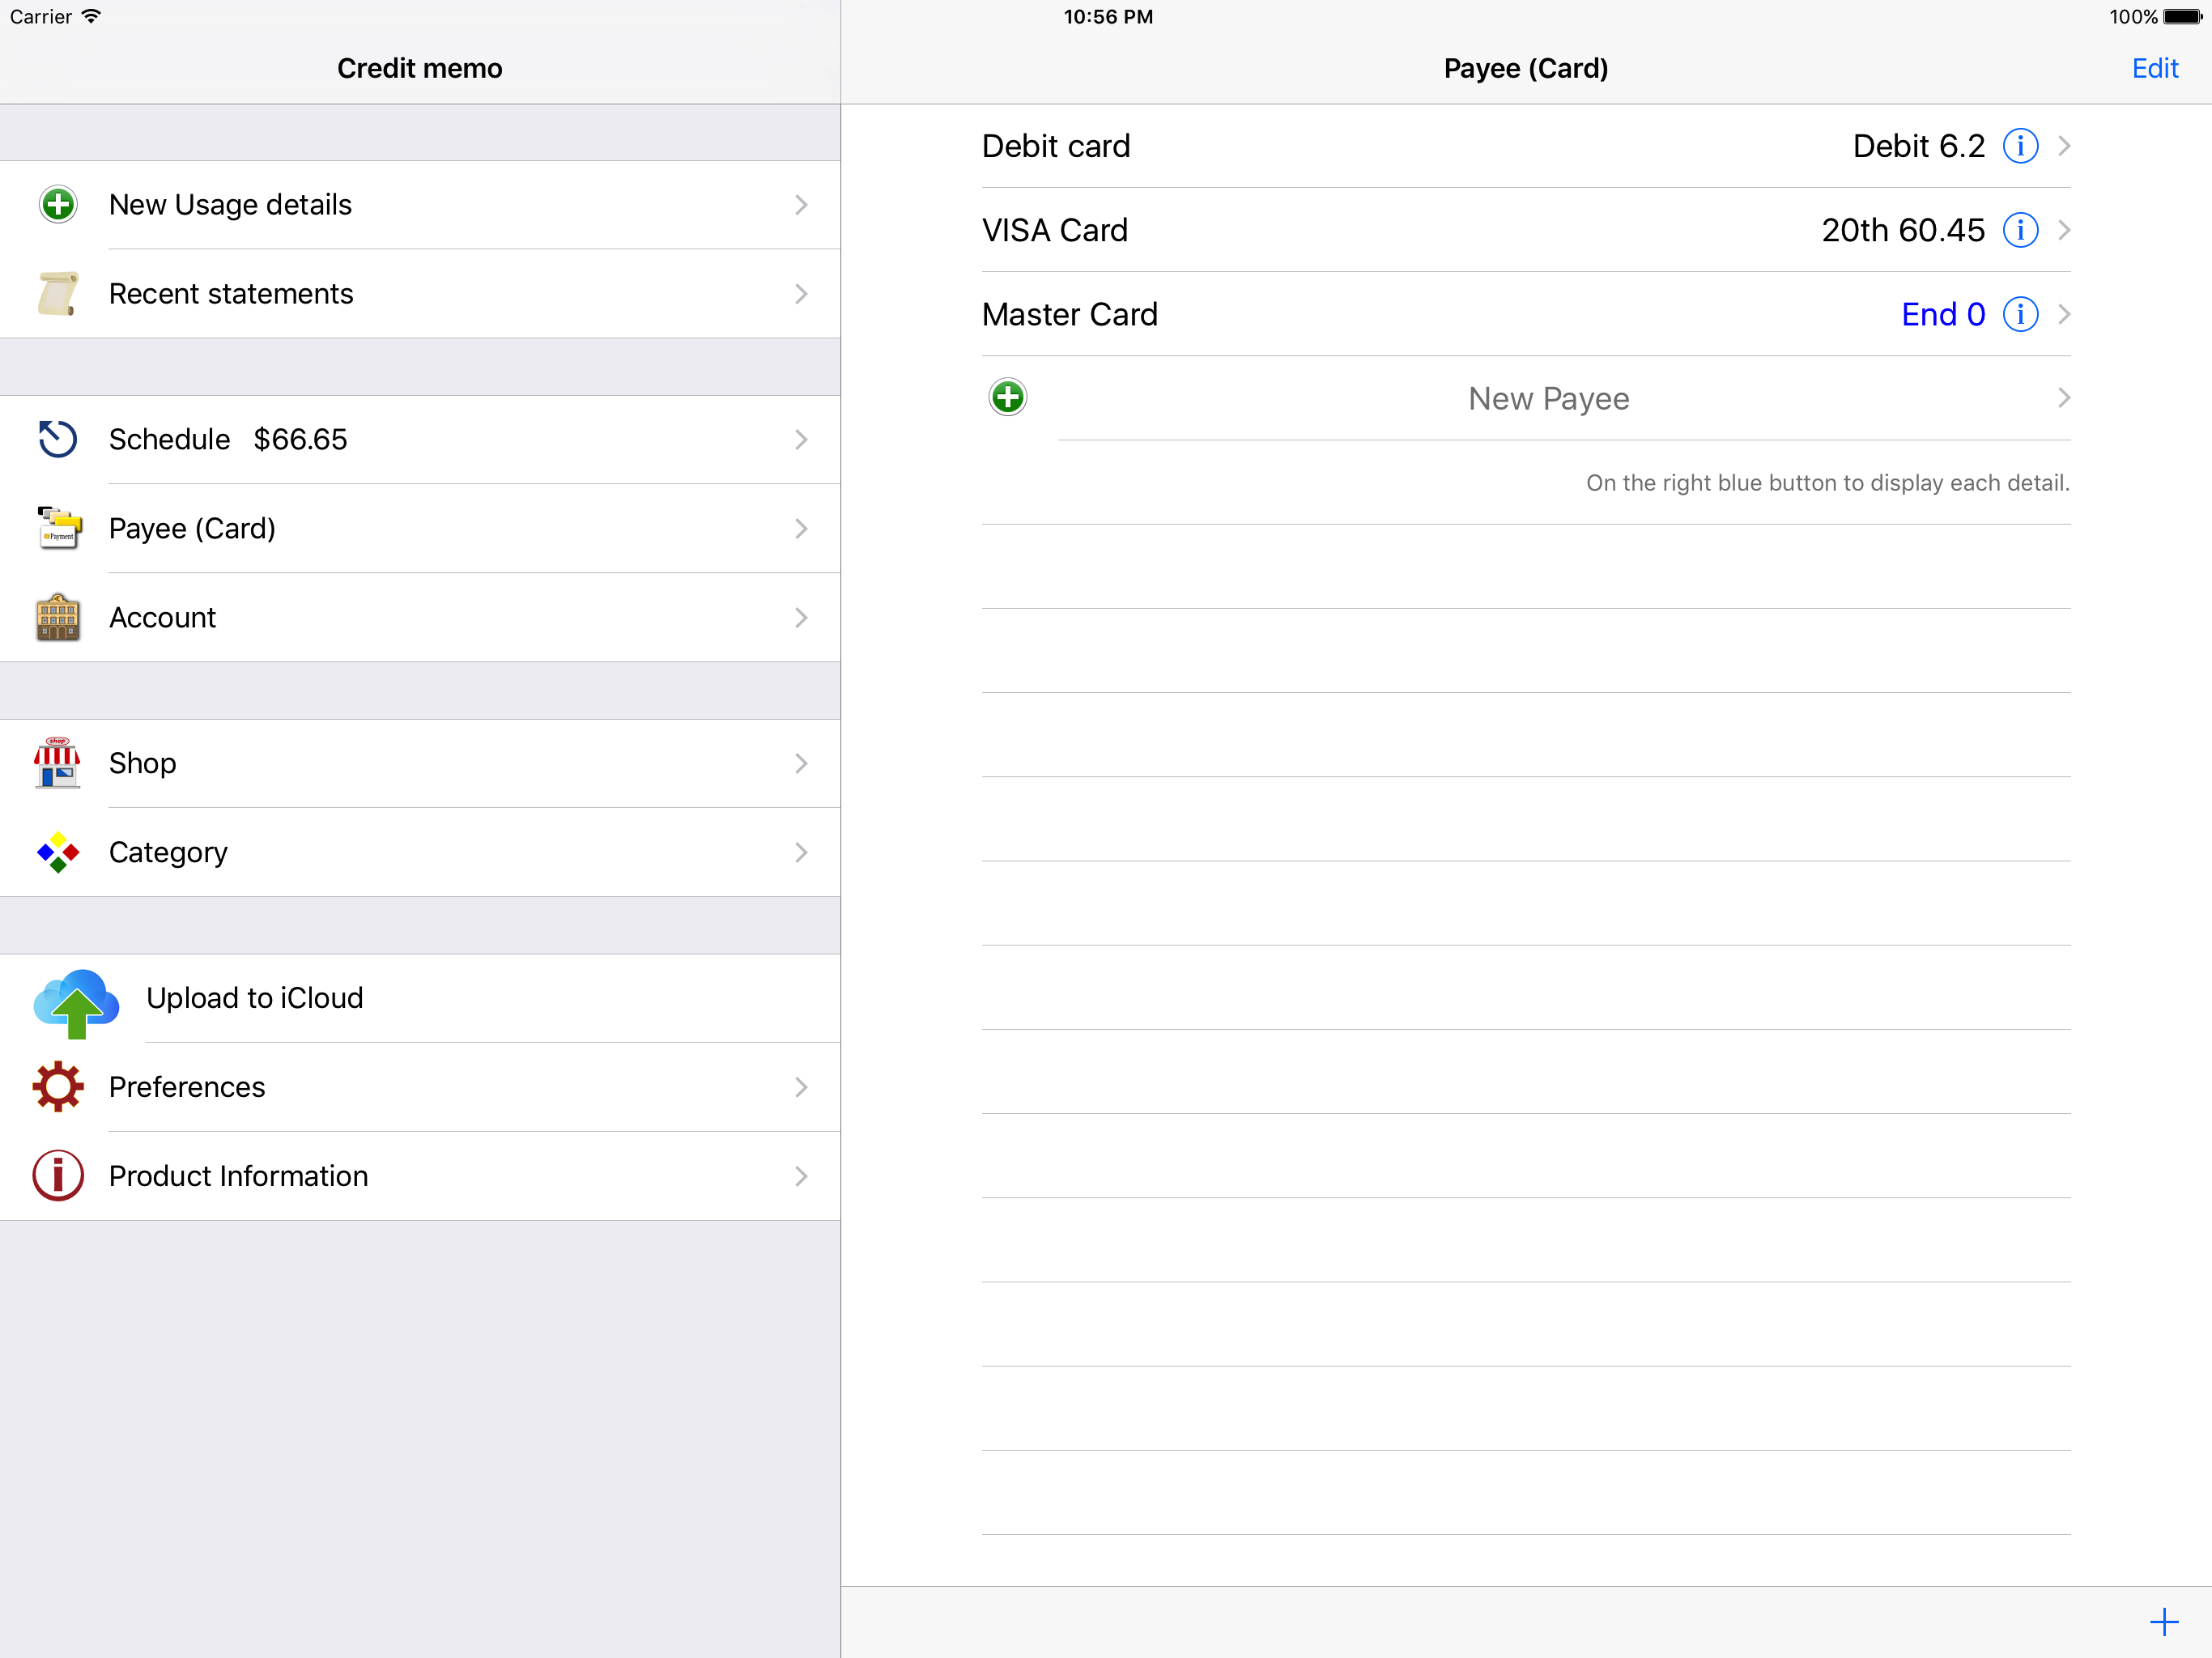 Carrier 10:56 PM 100%
Credit memo
New Usage details
Recent statements
Schedule $66.65
Payment
Payee (Card)
Account
shop
Shop
Category
Upload to iCloud
Preferences
Product Information
Payee (Card) Edit
Debit card Debit 6.2
VISA Card 20th 60.45
Master Card End 0
New Payee
On the right blue button to display each detail.